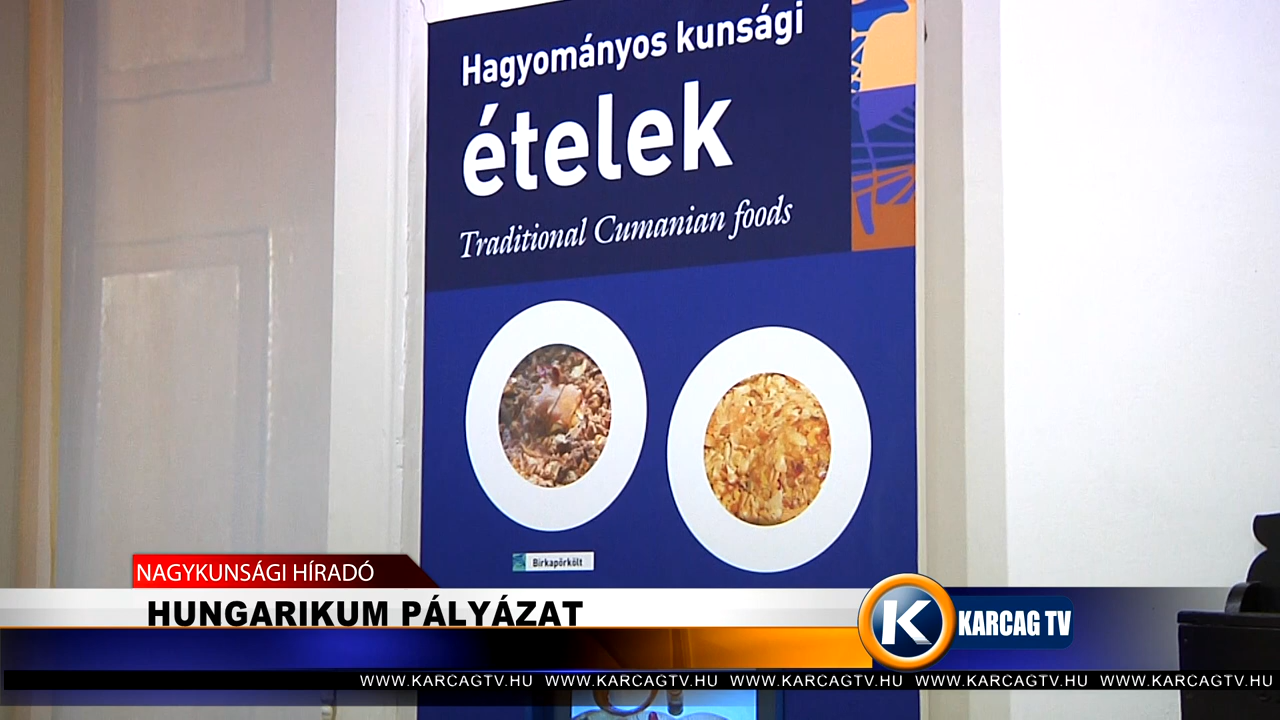 Hagyományos kunsági
ételek
Traditional Cumanian foods
Birkapörkölt
NAGYKUNSÁGI HÍRADÓ
HUNGARIKUM PÁLYÁZAT
K KARCAG TV
WWW.KARCAGTV.HU WWW.KARCAGTV.HU WWW.KARCAGTV.HU WWW.KARCAGTV.HU WWW.KARCAGTV.HU